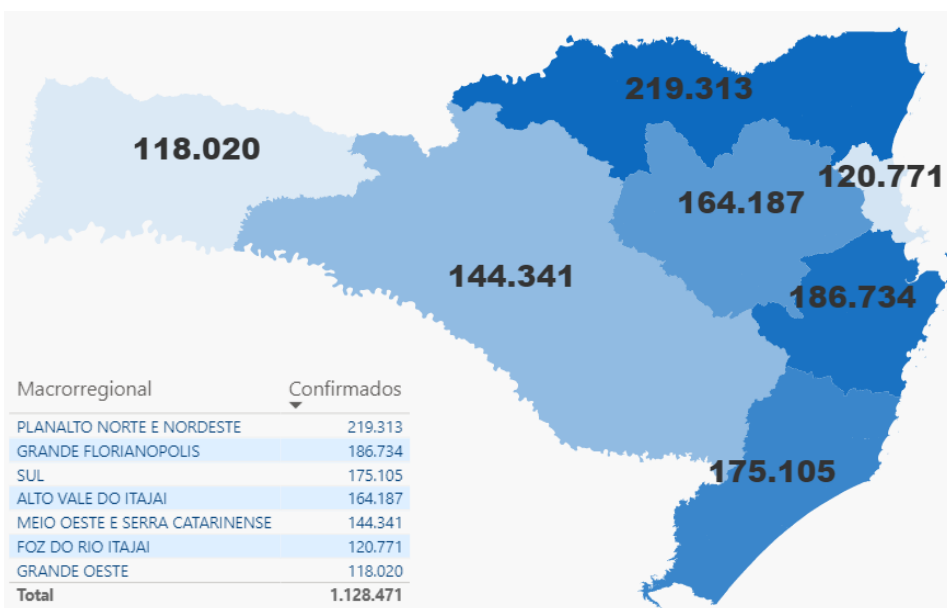 219.313
118.020
120.771
164.187
144.341
186.734
175.105
Macrorregional Confirmados
PLANALTO NORTE E NORDESTE 219.313
GRANDE FLORIANOPOLIS 186.734
SUL 175.105
ALTO VALE DO ITAJAI 164.187
MEIO OESTE E SERRA CATARINENSE 144.341
FOZ DO RIO ITAJAI 120.771
GRANDE OESTE 118.020
Total 1.128.471